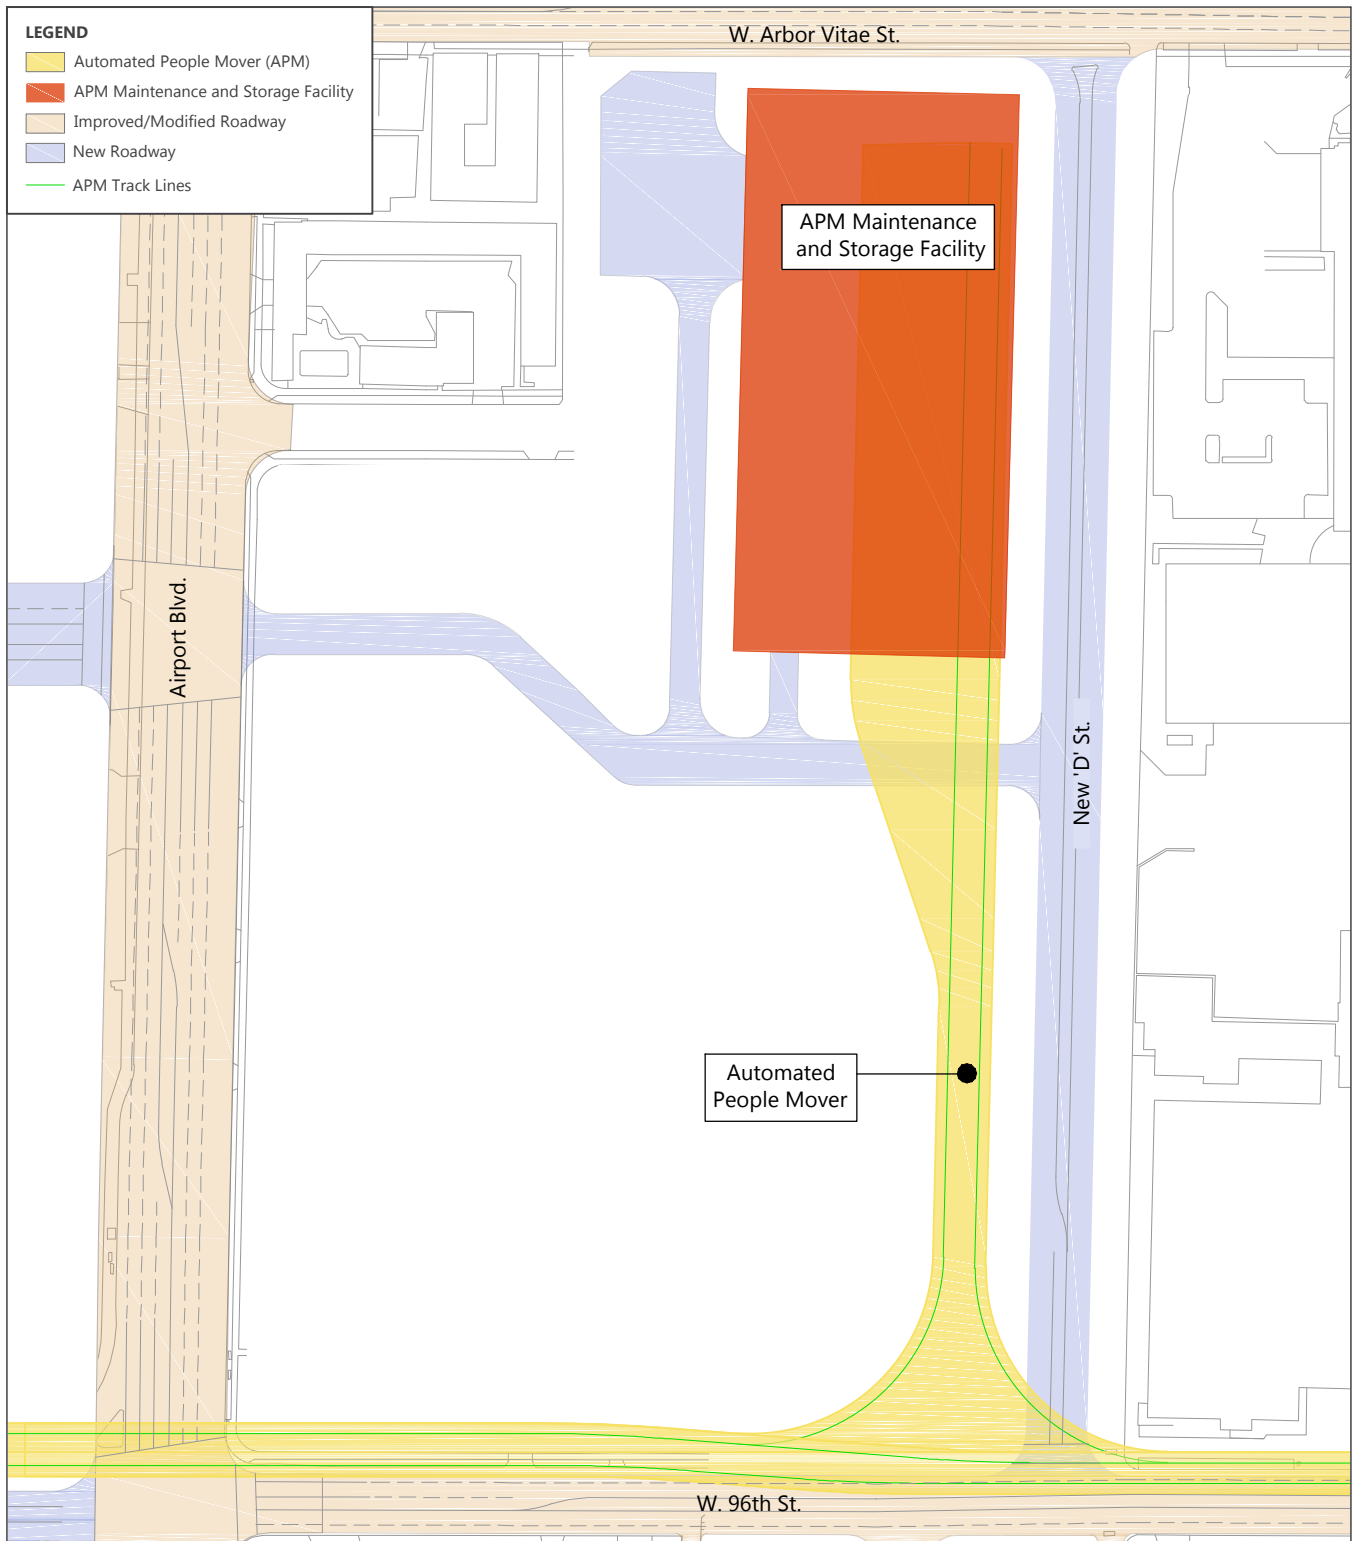 LEGEND
Automated People Mover (APM)
APM Maintenance and Storage Facility
Improved/Modified Roadway
New Roadway
APM Track Lines
W. Arbor Vitae St.
APM Maintenance
and Storage Facility
Airport Blvd.
New 'D' St.
Automated
People Mover
W. 96th St.